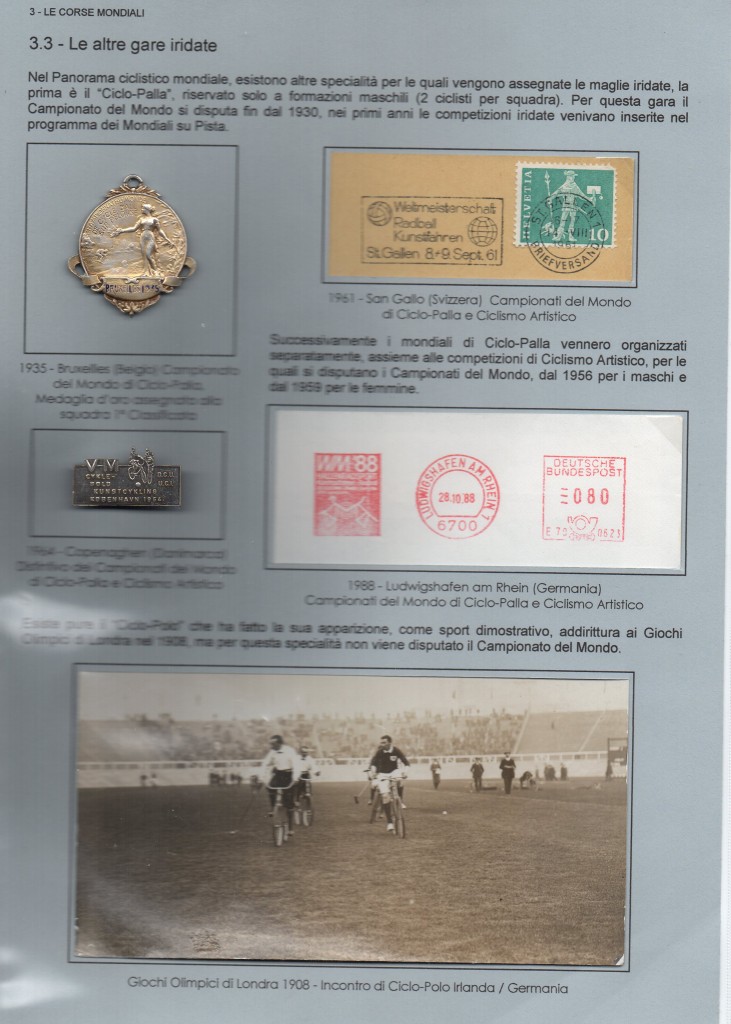 3 - LE CORSE MONDIALI
3.3 - Le altre gare iridate
Nel Panorama ciclistico mondiale, esistono altre specialità per le quali vengono assegnate le maglie iridate, la
prima è il "Ciclo-Palla", riservato solo a formazioni maschili (2 ciclisti per squadra). Per questa gara il
Campionato del Mondo si disputa fin dal 1930, nei primi anni le competizioni iridate venivano inserite nel
programma dei Mondiali su Pista.
Weltmeisterschaft
Radball
Kunstfahren
St. Gallen 8.+9. Sept. 61
HELVETIA
10
ST. GALLEN 1
BRIEFVERSAND
1961 - San Gallo (Svizzera) Campionati del Mondo
di Ciclo-Palla e Ciclismo Artistico
1935 - Bruxelles (Belgio) Campionato
del Mondo di Ciclo-Palla.
Medaglia d'oro assegnata alla
squadra 1ª Classificata
Successivamente i mondiali di Ciclo-Palla vennero organizzati
separatamente, assieme alle competizioni di Ciclismo Artistico, per le
quali si disputano i Campionati del Mondo, dal 1956 per i maschi e
dal 1959 per le femmine.
V-M
CYKLE-
BOLD
D.C.U.
U.C.I.
KUNSTCYKLING
KØBENHAVN 1964
1964 - Copenaghen (Danimarca)
Distintivo dei Campionati del Mondo
di Ciclo-Palla e Ciclismo Artistico
WM'88
LUDWIGSHAFEN AM RHEIN 1
28.10.88
6700
DEUTSCHE
BUNDESPOST
080
E 70 0623
1988 - Ludwigshafen am Rhein (Germania)
Campionati del Mondo di Ciclo-Palla e Ciclismo Artistico
Esiste pure il "Ciclo-Polo" che ha fatto la sua apparizione, come sport dimostrativo, addirittura ai Giochi
Olimpici di Londra nel 1908, ma per questa specialità non viene disputato il Campionato del Mondo.
Giochi Olimpici di Londra 1908 - Incontro di Ciclo-Polo Irlanda / Germania